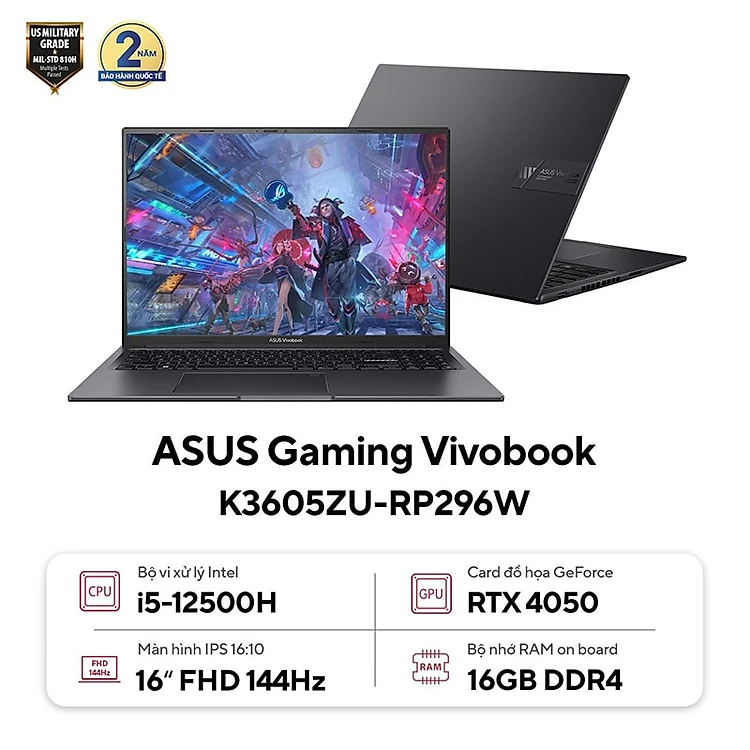 US MILITARY
GRADE
MIL-STD 810H
Multiple Tests
Passed
2
NĂM
BẢO HÀNH QUỐC TẾ
ASUS Vivobook
ASUS Gaming Vivobook
K3605ZU-RP296W
CPU
Bộ vi xử lý Intel
i5-12500H
GPU
Card đồ họa GeForce
RTX 4050
FHD
144Hz
Màn hình IPS 16:10
16“ FHD 144Hz
RAM
Bộ nhớ RAM on board
16GB DDR4